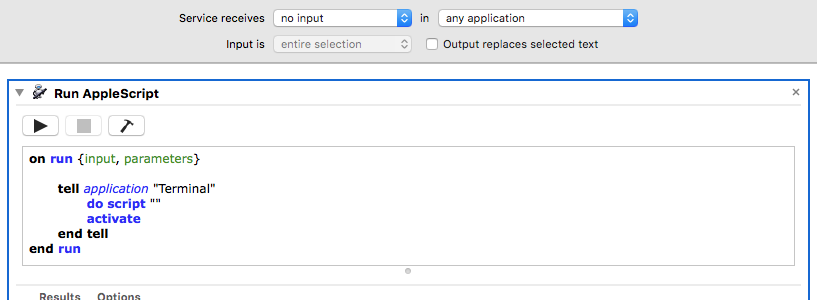 Service receives no input in any application
Input is entire selection Output replaces selected text
Run AppleScript
on run {input, parameters}
tell application "Terminal"
do script ""
activate
end tell
end run
Results Options